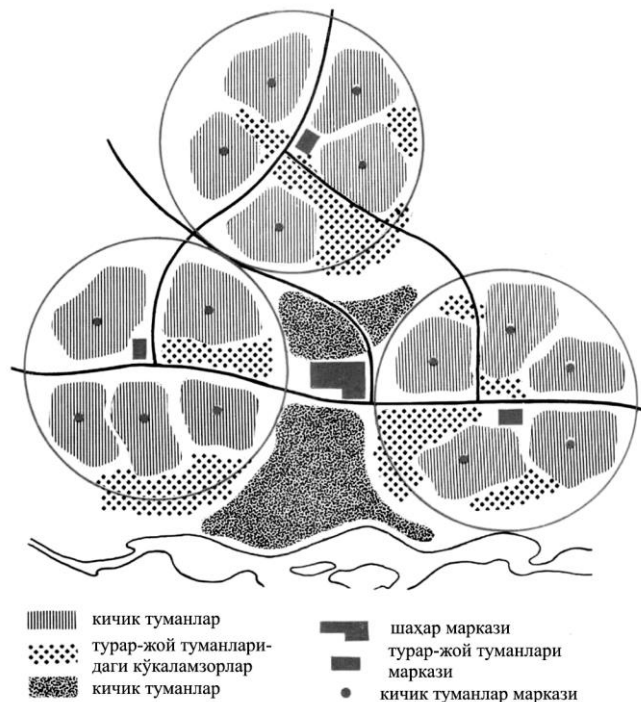 кичик туманлар
турар-жой туманлари-
даги кўкаламзорлар
кичик туманлар
шаҳар маркази
турар-жой туманлари
маркази
кичик туманлар маркази